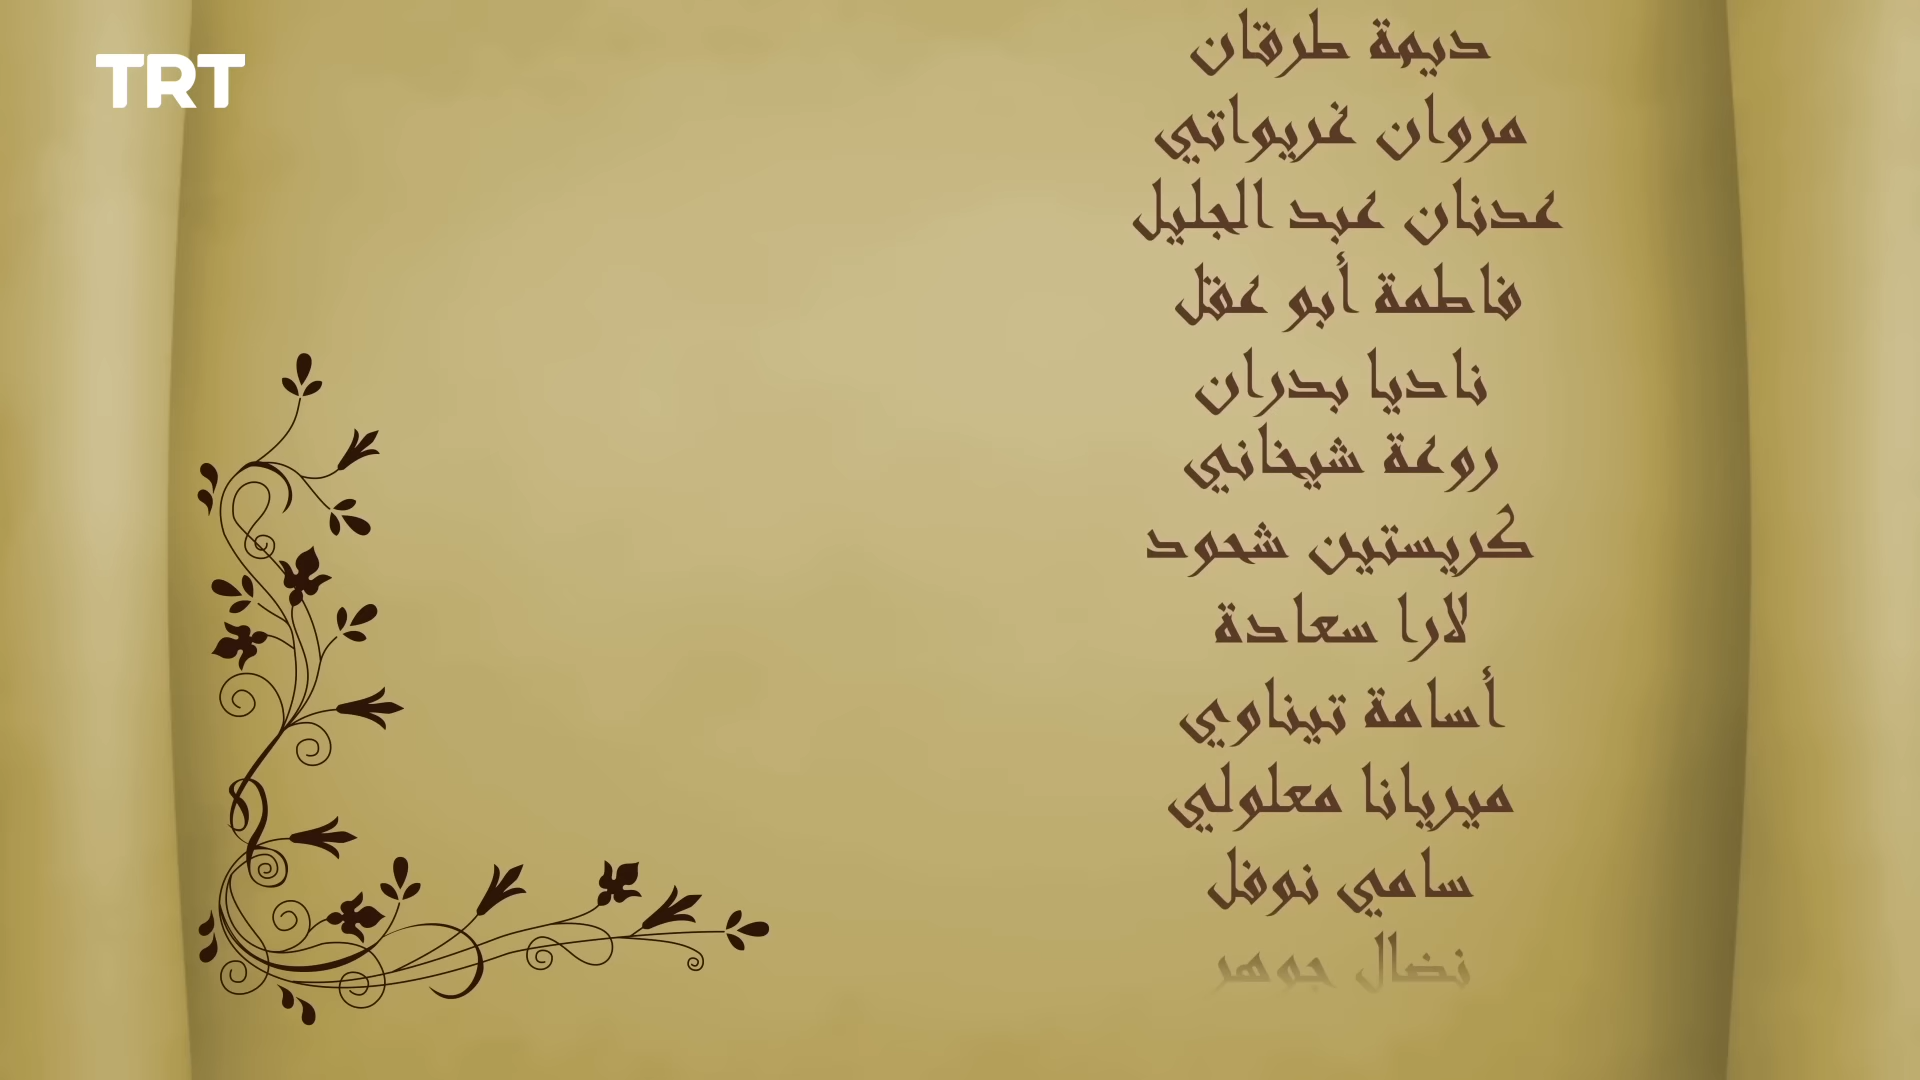 TRT
ديمة طرقان
مروان غريواتي
عدنان عبد الجليل
فاطمة أبو عقل
ناديا بدران
روعة شيخاني
كريستين شحود
لارا سعادة
أسامة تيناوي
ميريانا معلولي
سامي نوفل
نضال جوهر